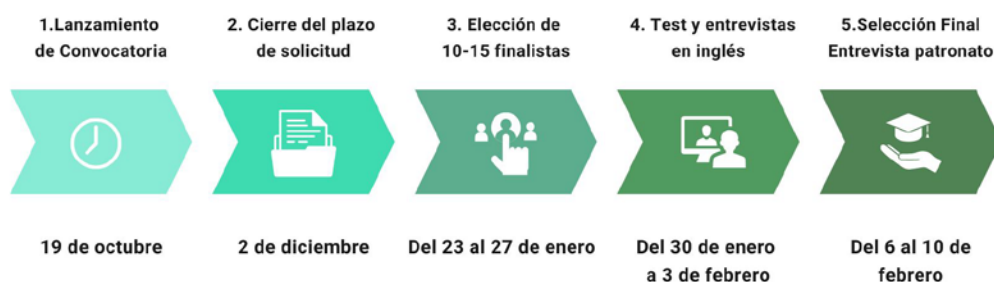 1.Lanzamiento
de Convocatoria
2. Cierre del plazo
de solicitud
3. Elección de
10-15 finalistas
4. Test y entrevistas
en inglés
5.Selección Final
Entrevista patronato
19 de octubre
2 de diciembre
Del 23 al 27 de enero
Del 30 de enero
a 3 de febrero
Del 6 al 10 de
febrero